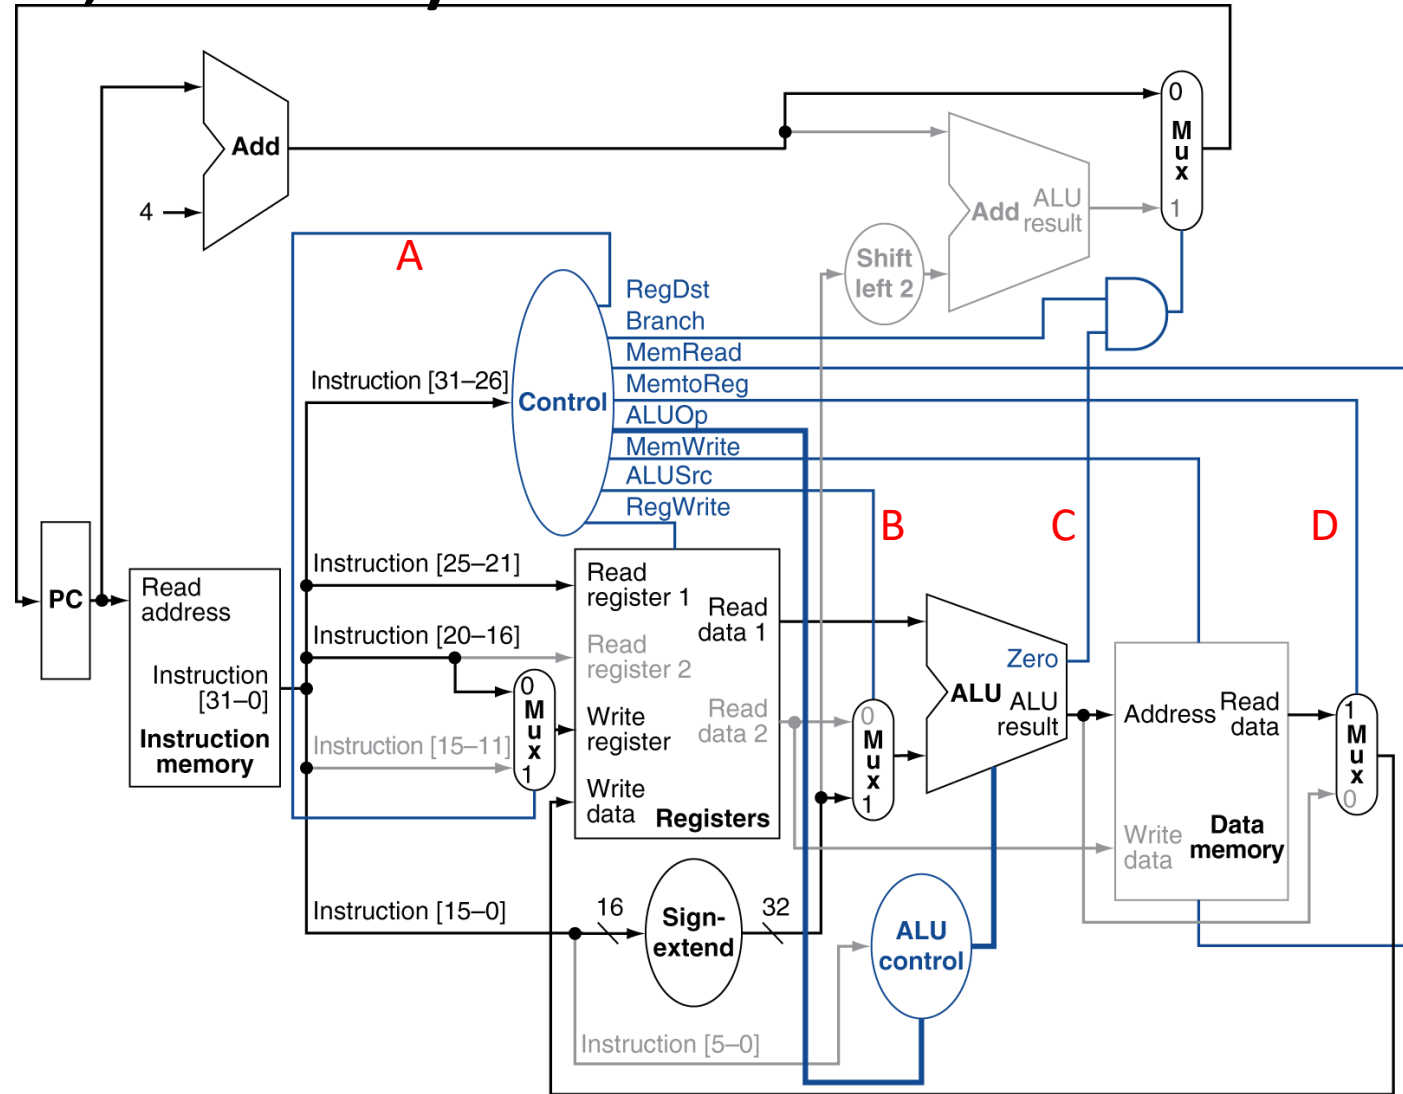 0
M
u
x
1
Add
4
Add
ALU
result
Shift
left 2
A
RegDst
Branch
MemRead
MemtoReg
ALUOp
MemWrite
ALUSrc
RegWrite
Instruction [31–26]
Control
B
C
D
PC
Read
address
Instruction
[31–0]
Instruction
memory
Instruction [25–21]
Instruction [20–16]
Instruction [15–11]
0
M
u
x
1
Read
register 1
Read
register 2
Write
register
Write
data
Read
data 1
Read
data 2
Registers
0
M
u
x
1
Zero
ALU
ALU
result
Address
Read
data
Write
data
Data
memory
1
M
u
x
0
Instruction [15–0]
16
Sign-
extend
32
ALU
control
Instruction [5–0]